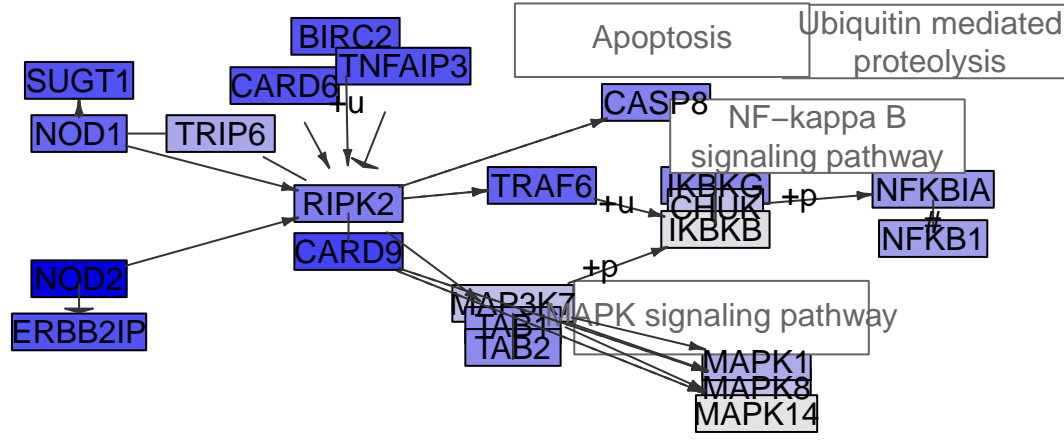 BIRC2
Apoptosis
Ubiquitin mediated
proteolysis
TNFAIP3
SUGT1
CARD6
+u
CASP8
NOD1
TRIP6
NF−kappa B
signaling pathway
RIPK2
TRAF6
+u
IKBKG
CHUK
IKBKB
+p
NFKBIA
#
NFKB1
CARD9
NOD2
+p
ERBB2IP
MAP3K7
TAB1
TAB2
MAPK signaling pathway
MAPK1
MAPK8
MAPK14